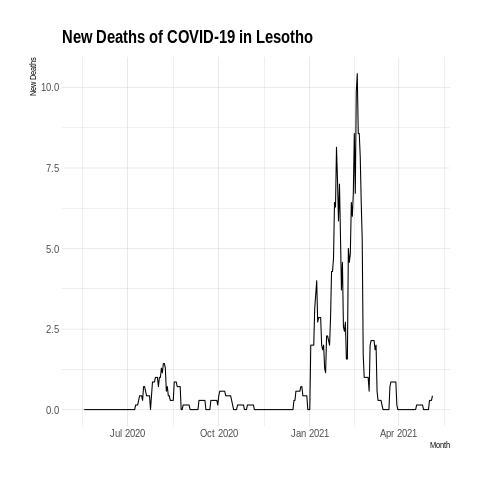 New Deaths of COVID-19 in Lesotho
New Deaths
10.0
7.5
5.0
2.5
0.0
Jul 2020 Oct 2020 Jan 2021 Apr 2021
Month